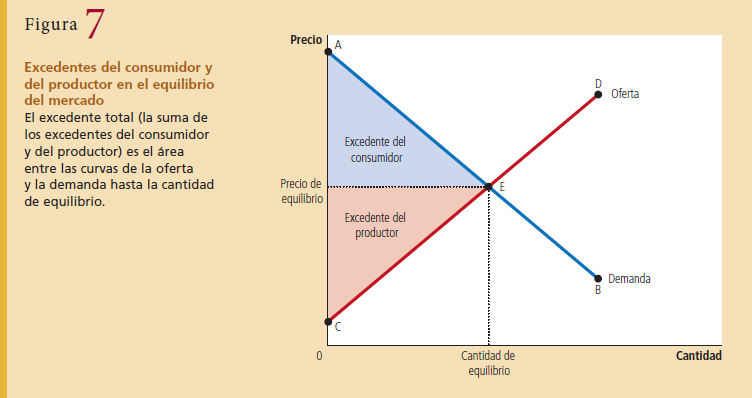 Figura 7
Excedentes del consumidor y
del productor en el equilibrio
del mercado
El excedente total (la suma de
los excedentes del consumidor
y del productor) es el área
entre las curvas de la oferta
y la demanda hasta la cantidad
de equilibrio.
Precio
A
D
Oferta
Excedente del
consumidor
Precio de
equilibrio
E
Excedente del
productor
Demanda
B
C
0
Cantidad de
equilibrio
Cantidad